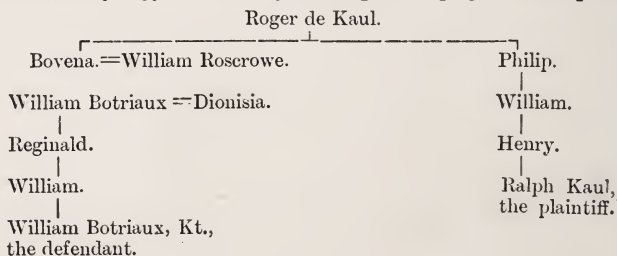 Roger de Kaul.
Bovena.=William Roscrowe. Philip.
William Botriaux=Dionisia. William.
Reginald. Henry.
William. Ralph Kaul,
the plaintiff.
William Botriaux, Kt.,
the defendant.